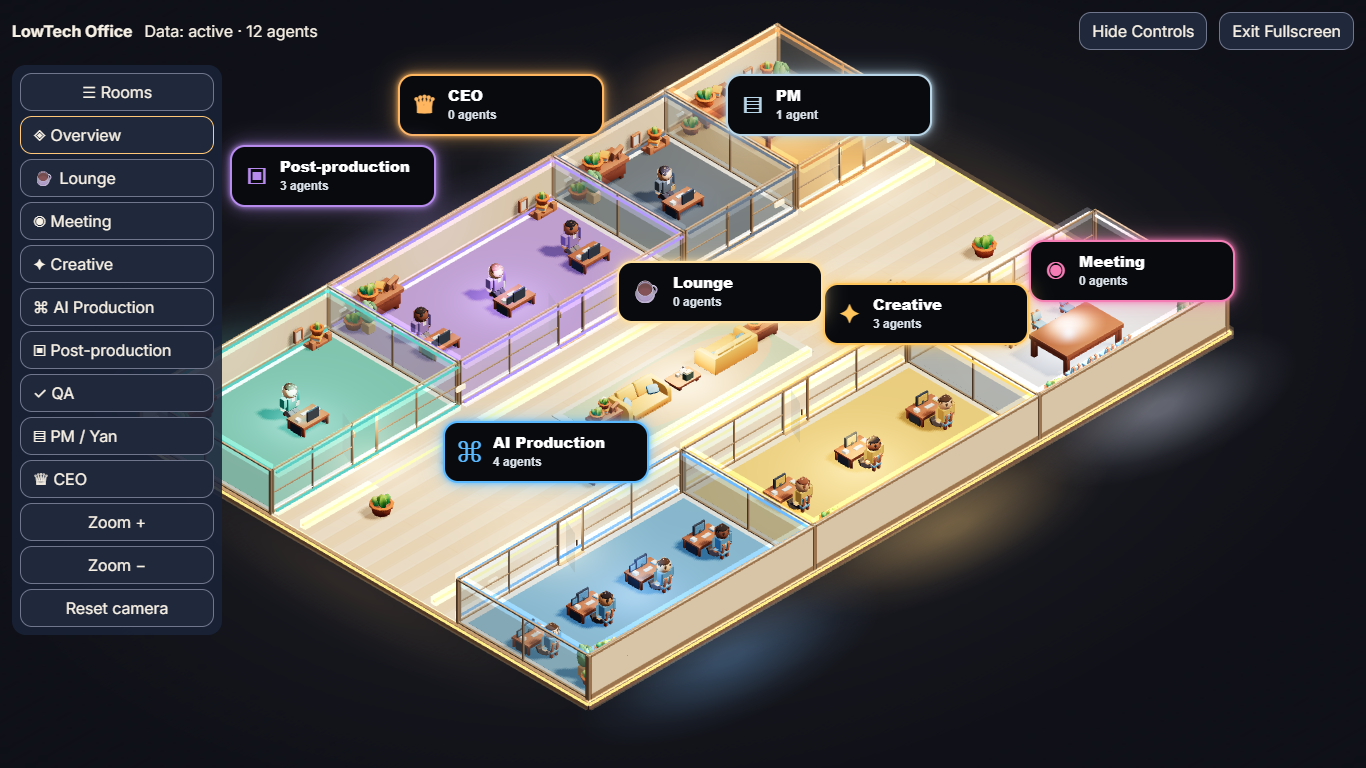 LowTech Office Data: active · 12 agents
Hide Controls
Exit Fullscreen
☰ Rooms
◈ Overview
Lounge
◉ Meeting
✦ Creative
⌘ AI Production
▣ Post-production
✓ QA
▤ PM / Yan
♛ CEO
Zoom +
Zoom −
Reset camera
CEO
0 agents
PM
1 agent
Post-production
3 agents
Lounge
0 agents
Creative
3 agents
Meeting
0 agents
AI Production
4 agents